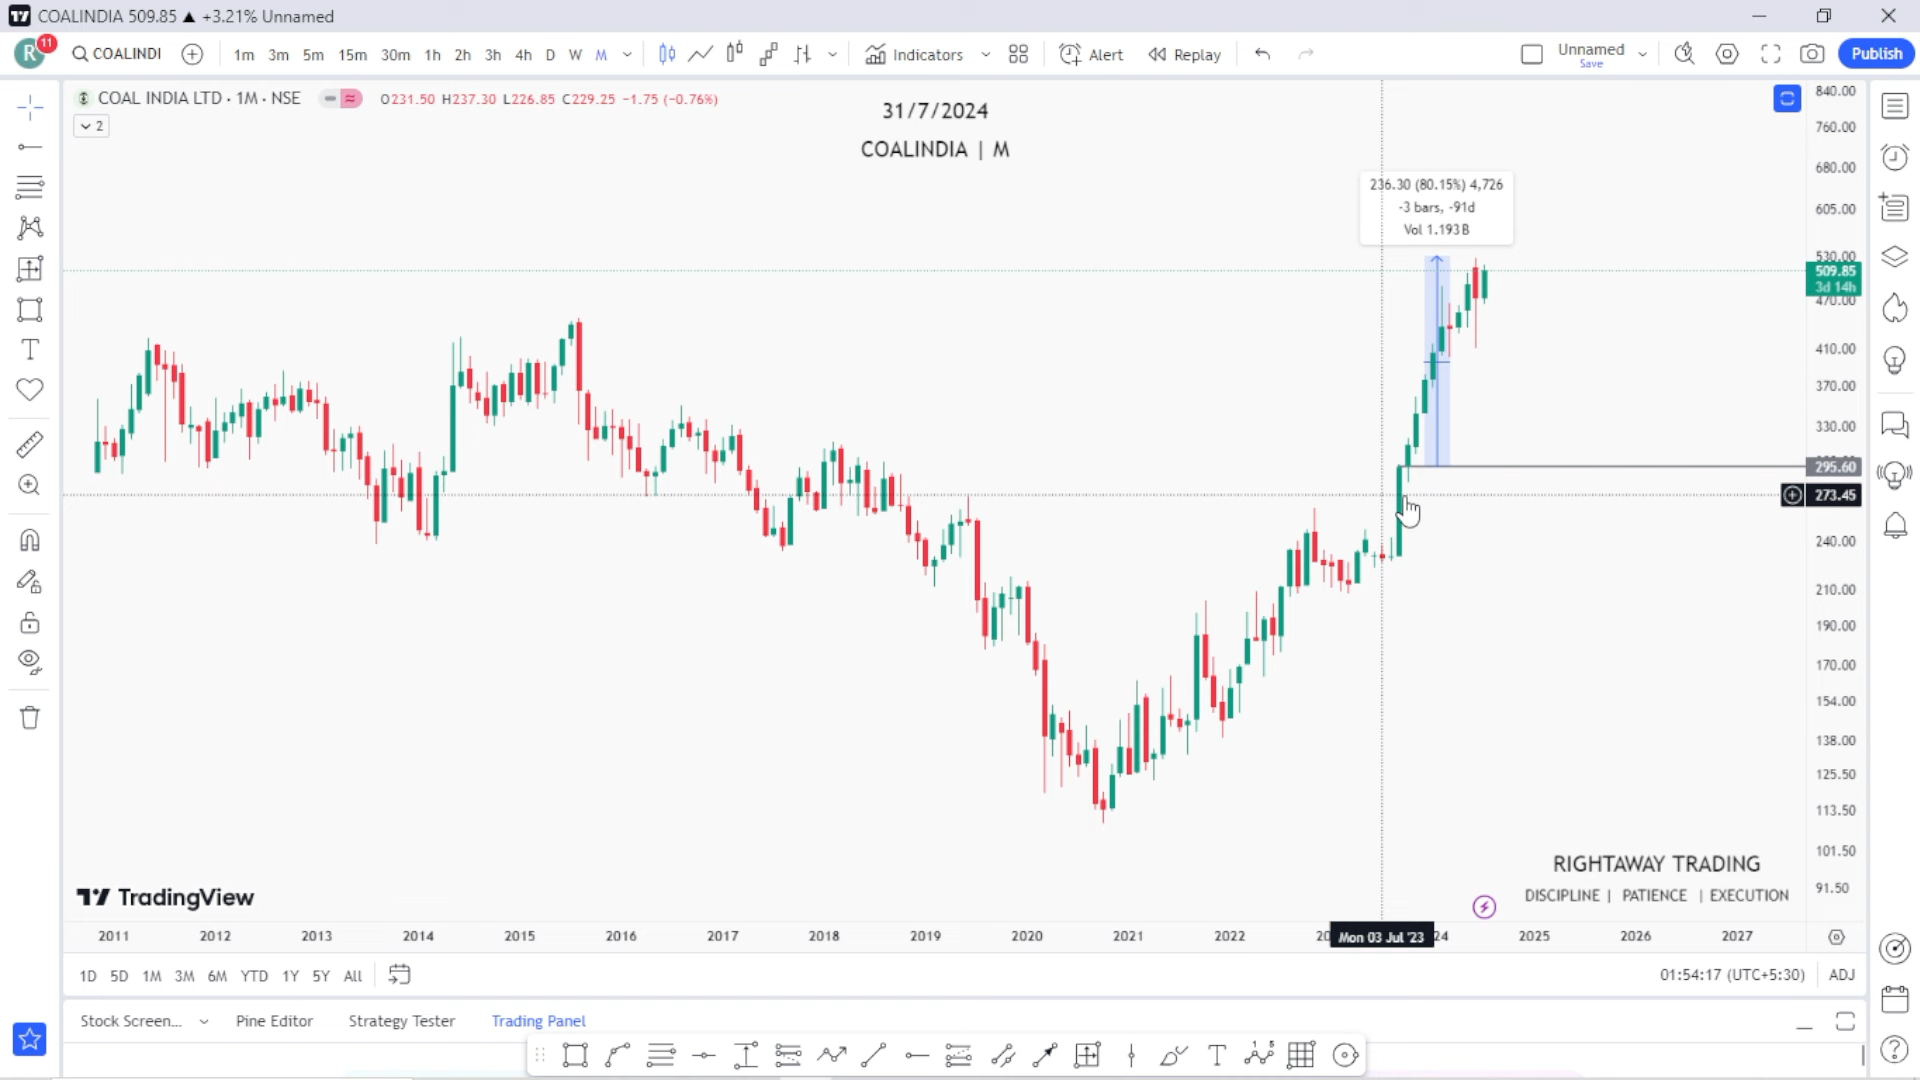 COALINDIA 509.85 ▲ +3.21% Unnamed
R 11 COALINDI 1m 3m 5m 15m 30m 1h 2h 3h 4h D W M Indicators Alert Replay Unnamed Save Publish
COAL INDIA LTD · 1M · NSE O231.50 H237.30 L226.85 C229.25 −1.75 (−0.76%)
2
31/7/2024
COALINDIA | M
236.30 (80.15%) 4,726
-3 bars, -91d
Vol 1.193B
840.00
760.00
680.00
605.00
530.00
509.85
3d 14h
470.00
410.00
370.00
330.00
295.60
273.45
240.00
210.00
190.00
170.00
154.00
138.00
125.50
113.50
101.50
91.50
RIGHTAWAY TRADING
DISCIPLINE | PATIENCE | EXECUTION
TradingView
2011 2012 2013 2014 2015 2016 2017 2018 2019 2020 2021 2022 Mon 03 Jul '23 24 2025 2026 2027
1D 5D 1M 3M 6M YTD 1Y 5Y All 01:54:17 (UTC+5:30) ADJ
Stock Screen... Pine Editor Strategy Tester Trading Panel